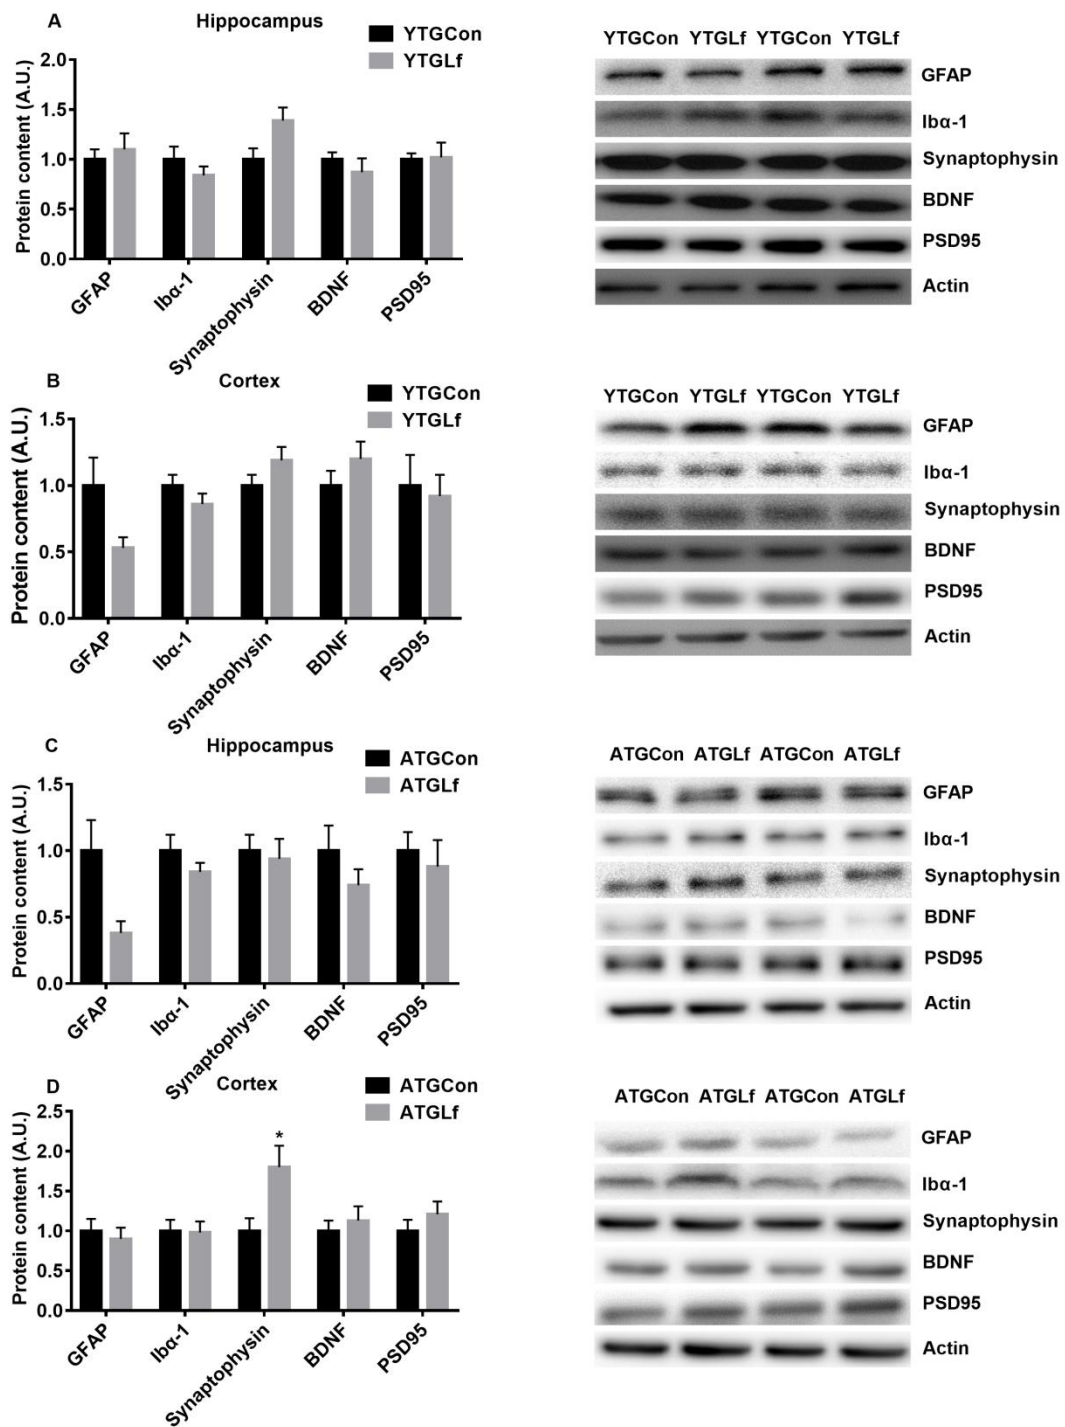 A
Hippocampus
YTGCon
YTGLf
Protein content (A.U.)
2.0
1.5
1.0
0.5
0.0
GFAP
Ibα-1
Synaptophysin
BDNF
PSD95
YTGCon YTGLf YTGCon YTGLf
GFAP
Ibα-1
Synaptophysin
BDNF
PSD95
Actin
B
Cortex
YTGCon
YTGLf
Protein content (A.U.)
1.5
1.0
0.5
0.0
GFAP
Ibα-1
Synaptophysin
BDNF
PSD95
YTGCon YTGLf YTGCon YTGLf
GFAP
Ibα-1
Synaptophysin
BDNF
PSD95
Actin
C
Hippocampus
ATGCon
ATGLf
Protein content (A.U.)
1.5
1.0
0.5
0.0
GFAP
Ibα-1
Synaptophysin
BDNF
PSD95
ATGCon ATGLf ATGCon ATGLf
GFAP
Ibα-1
Synaptophysin
BDNF
PSD95
Actin
D
Cortex
ATGCon
ATGLf
Protein content (A.U.)
2.5
2.0
1.5
1.0
0.5
0.0
*
GFAP
Ibα-1
Synaptophysin
BDNF
PSD95
ATGCon ATGLf ATGCon ATGLf
GFAP
Ibα-1
Synaptophysin
BDNF
PSD95
Actin